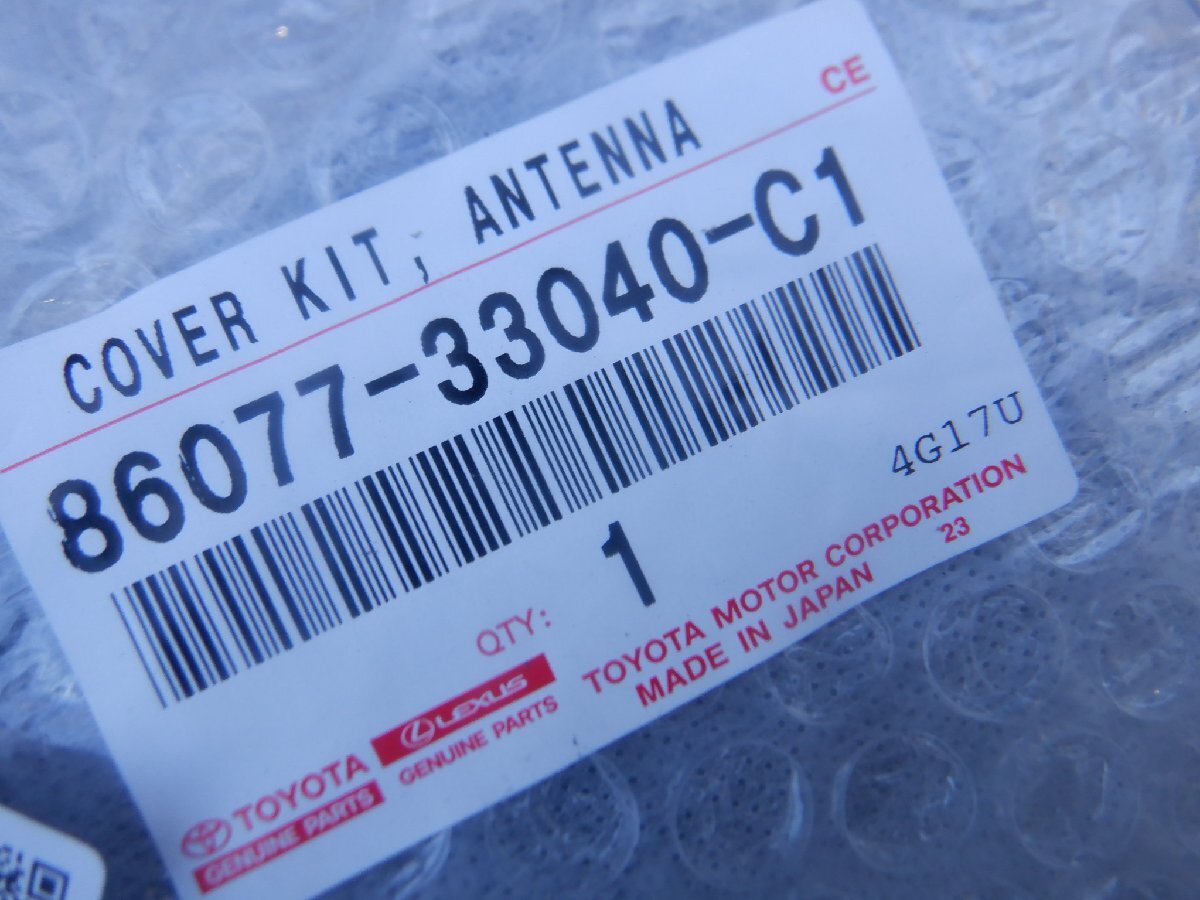 CE
COVER KIT, ANTENNA
86077-33040-C1
4G17U
QTY: 1
TOYOTA MOTOR CORPORATION
MADE IN JAPAN 23
TOYOTA
GENUINE PARTS
LEXUS
GENUINE PARTS